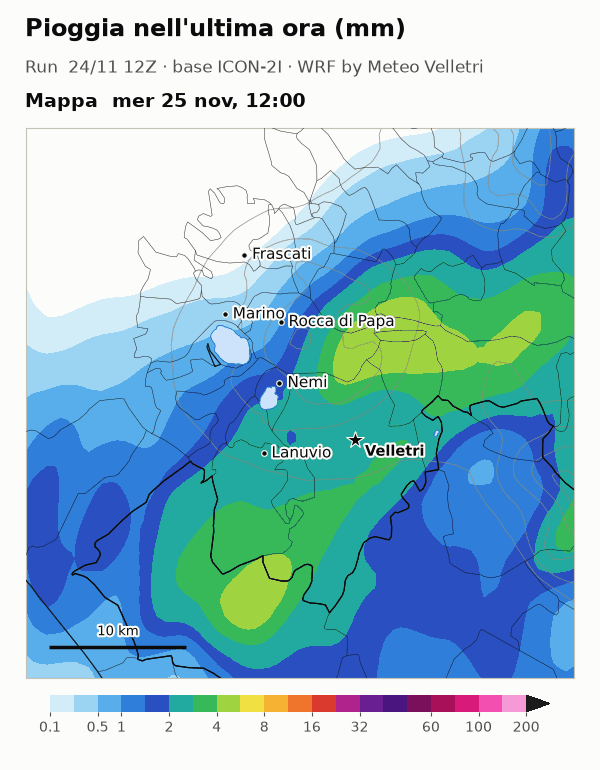 Pioggia nell'ultima ora (mm)
Run  24/11 12Z · base ICON-2I · WRF by Meteo Velletri
Mappa  mer 25 nov, 12:00
Frascati
Marino
Rocca di Papa
Nemi
Velletri
Lanuvio
10 km
0.1 0.5 1 2 4 8 16 32 60 100 200